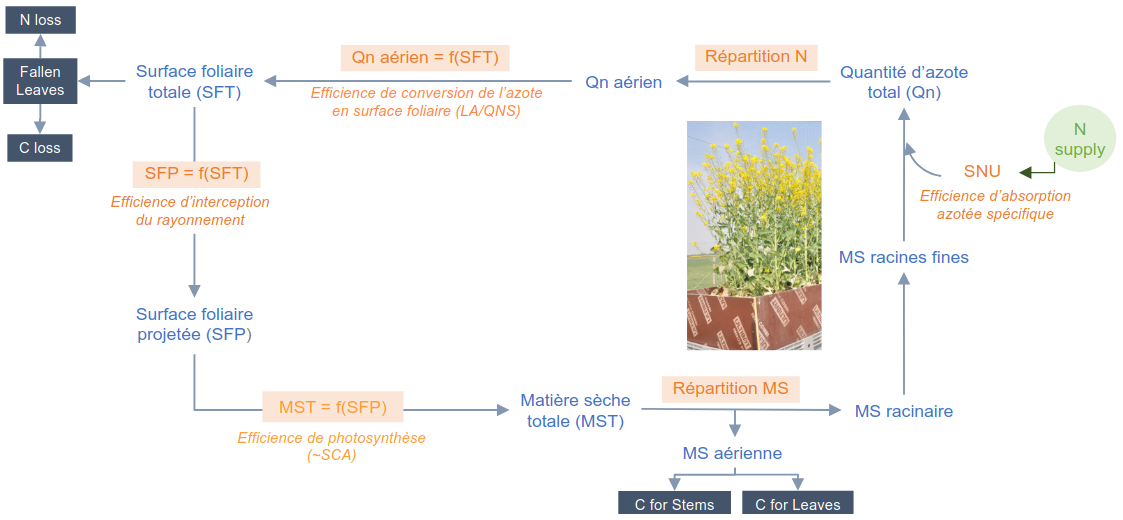 N loss
Fallen
Leaves
C loss
Surface foliaire
totale (SFT)
Qn aérien = f(SFT)
Efficience de conversion de l'azote
en surface foliaire (LA/QNS)
Qn aérien
Répartition N
Quantité d'azote
total (Qn)
N
supply
SNU
Efficience d'absorption
azotée spécifique
SFP = f(SFT)
Efficience d'interception
du rayonnement
MS racines fines
Surface foliaire
projetée (SFP)
MST = f(SFP)
Efficience de photosynthèse
(~SCA)
Matière sèche
totale (MST)
Répartition MS
MS racinaire
MS aérienne
C for Stems
C for Leaves